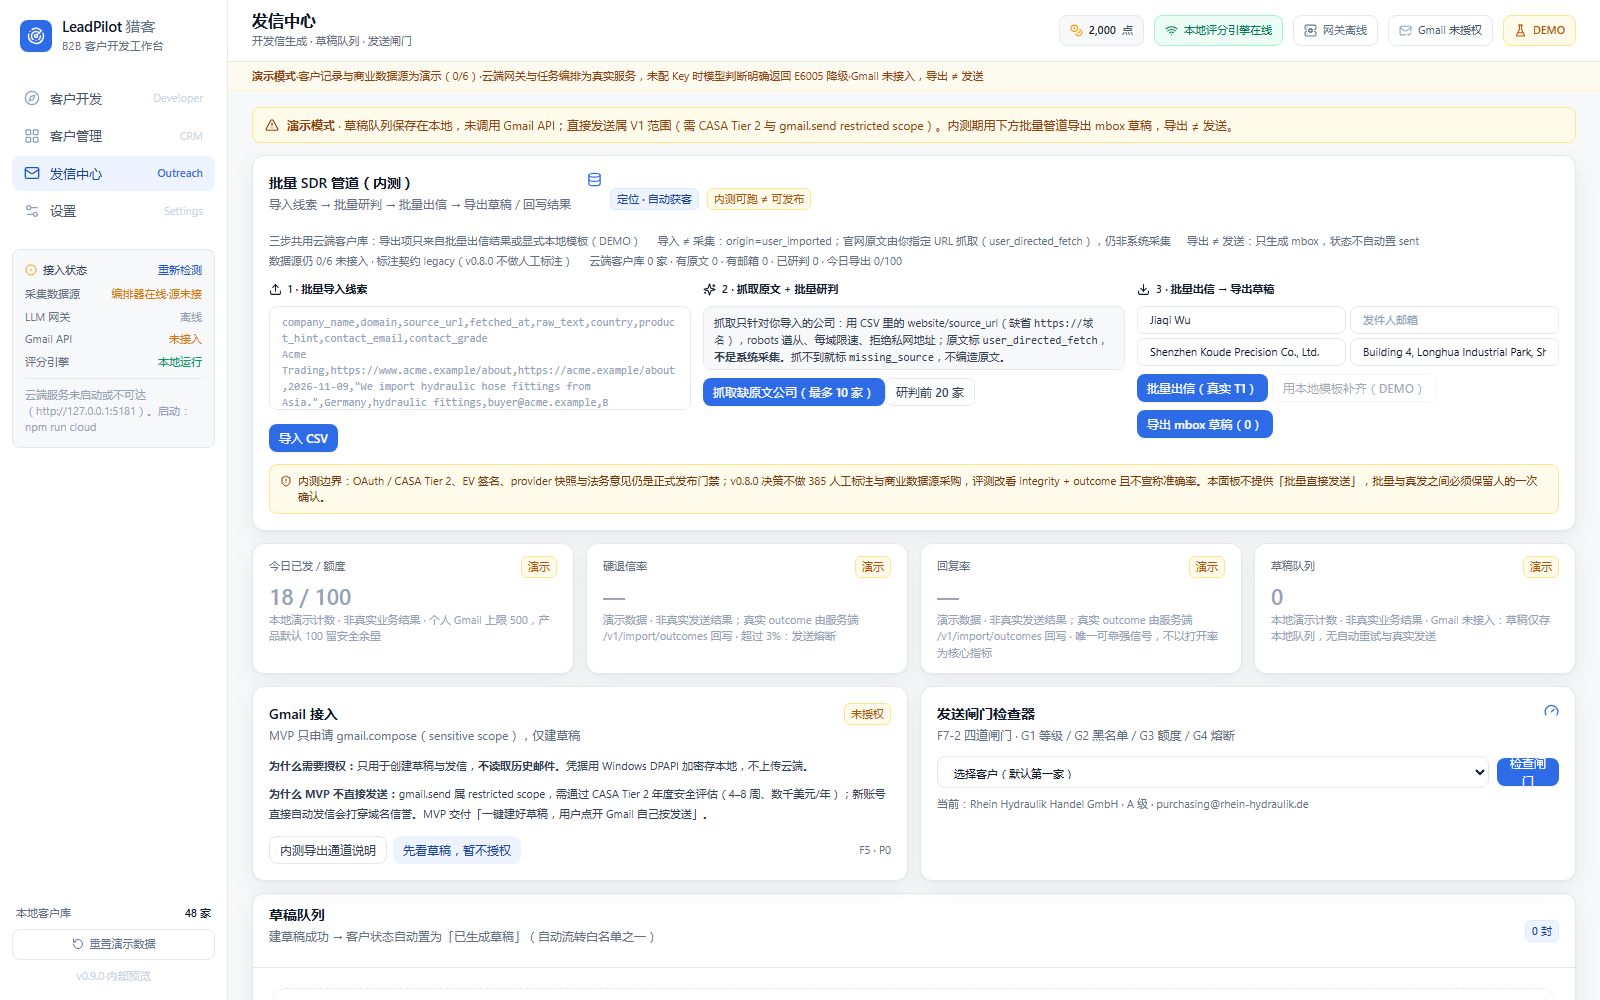 LeadPilot 猎客
B2B 客户开发工作台
客户开发 Developer
客户管理 CRM
发信中心 Outreach
设置 Settings
接入状态 重新检测
采集数据源 编排器在线·源未接
LLM 网关 离线
Gmail API 未接入
评分引擎 本地运行
云端服务未启动或不可达
（http://127.0.0.1:5181）。启动：
npm run cloud
本地客户库 48 家
重置演示数据
v0.9.0·内部预览
发信中心
开发信生成 · 草稿队列 · 发送闸门
2,000 点
本地评分引擎在线
网关离线
Gmail 未授权
DEMO
演示模式·客户记录与商业数据源为演示（0/6）·云端网关与任务编排为真实服务，未配 Key 时模型判断明确返回 E6005 降级·Gmail 未接入，导出 ≠ 发送
演示模式 · 草稿队列保存在本地，未调用 Gmail API；直接发送属 V1 范围（需 CASA Tier 2 与 gmail.send restricted scope）。内测期用下方批量管道导出 mbox 草稿，导出 ≠ 发送。
批量 SDR 管道（内测）
导入线索 → 批量研判 → 批量出信 → 导出草稿 / 回写结果
定位 · 自动获客
内测可跑 ≠ 可发布
三步共用云端客户库：导出项只来自批量出信结果或显式本地模板（DEMO） 导入 ≠ 采集：origin=user_imported；官网原文由你指定 URL 抓取（user_directed_fetch），仍非系统采集 导出 ≠ 发送：只生成 mbox，状态不自动置 sent
数据源仍 0/6 未接入 · 标注契约 legacy（v0.8.0 不做人工标注） 云端客户库 0 家 · 有原文 0 · 有邮箱 0 · 已研判 0 · 今日导出 0/100
1 · 批量导入线索
company_name,domain,source_url,fetched_at,raw_text,country,produc
t_hint,contact_email,contact_grade
Acme
Trading,https://www.acme.example/about,https://acme.example/about
,2026-11-09,"We import hydraulic hose fittings from
Asia.",Germany,hydraulic fittings,buyer@acme.example,B
导入 CSV
2 · 抓取原文 + 批量研判
抓取只针对你导入的公司：用 CSV 里的 website/source_url（缺省 https://域
名），robots 遵从、每域限速、拒绝私网地址；原文标 user_directed_fetch，
不是系统采集。抓不到就标 missing_source，不编造原文。
抓取缺原文公司（最多 10 家）
研判前 20 家
3 · 批量出信 → 导出草稿
Jiaqi Wu
发件人邮箱
Shenzhen Koude Precision Co., Ltd.
Building 4, Longhua Industrial Park, Sh
批量出信（真实 T1）
用本地模板补齐（DEMO）
导出 mbox 草稿（0）
内测边界：OAuth / CASA Tier 2、EV 签名、provider 快照与法务意见仍是正式发布门禁；v0.8.0 决策不做 385 人工标注与商业数据源采购，评测改看 integrity + outcome 且不宣称准确率。本面板不提供「批量直接发送」，批量与真发之间必须保留人的一次
确认。
今日已发 / 额度 演示
18 / 100
本地演示计数 · 非真实业务结果 · 个人 Gmail 上限 500，产
品默认 100 留安全余量
硬退信率 演示
—
演示数据 · 非真实发送结果；真实 outcome 由服务端
/v1/import/outcomes 回写 · 超过 3%：发送熔断
回复率 演示
—
演示数据 · 非真实发送结果；真实 outcome 由服务端
/v1/import/outcomes 回写 · 唯一可靠强信号，不以打开率
为核心指标
草稿队列 演示
0
本地演示计数 · 非真实业务结果 · Gmail 未接入：草稿仅存
本地队列，无自动重试与真实发送
Gmail 接入 未授权
MVP 只申请 gmail.compose（sensitive scope），仅建草稿
为什么需要授权：只用于创建草稿与发信，不读取历史邮件。凭据用 Windows DPAPI 加密存本地，不上传云端。
为什么 MVP 不直接发送：gmail.send 属 restricted scope，需通过 CASA Tier 2 年度安全评估（4–8 周、数千美元/年）；新账号
直接自动发信会打穿域名信誉。MVP 交付「一键建好草稿，用户点开 Gmail 自己按发送」。
内测导出通道说明
先看草稿，暂不授权
F5 · P0
发送闸门检查器
F7-2 四道闸门 · G1 等级 / G2 黑名单 / G3 额度 / G4 熔断
选择客户（默认第一家）
检查闸
门
当前：Rhein Hydraulik Handel GmbH · A 级 · purchasing@rhein-hydraulik.de
草稿队列
建草稿成功 → 客户状态自动置为「已生成草稿」（自动流转白名单之一）
0 封